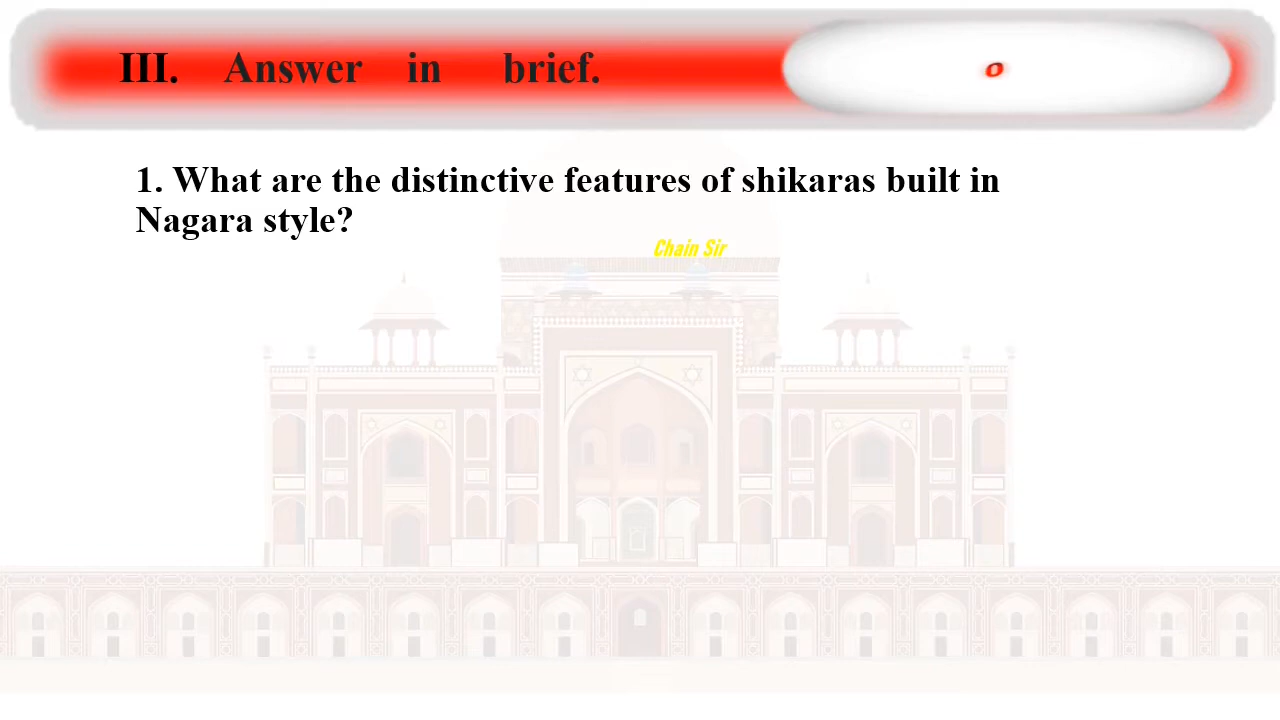 III. Answer in brief.
1. What are the distinctive features of shikaras built in
Nagara style?
Chain Sir